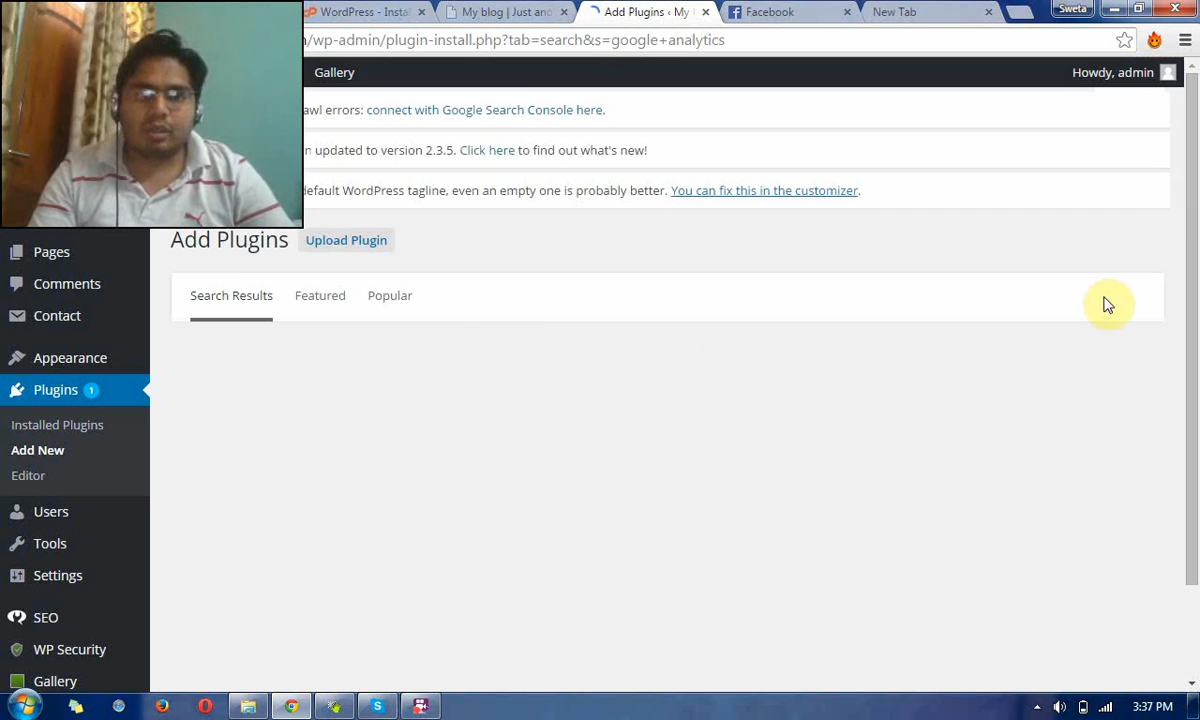 WordPress - Insta
My blog | Just ano
Add Plugins ‹ My
Facebook
New Tab
Sweta
/wp-admin/plugin-install.php?tab=search&s=google+analytics
Gallery
Howdy, admin
awl errors: connect with Google Search Console here.
n updated to version 2.3.5. Click here to find out what's new!
default WordPress tagline, even an empty one is probably better. You can fix this in the customizer.
Add Plugins
Upload Plugin
Search Results
Featured
Popular
Pages
Comments
Contact
Appearance
Plugins 1
Installed Plugins
Add New
Editor
Users
Tools
Settings
SEO
WP Security
Gallery
3:37 PM